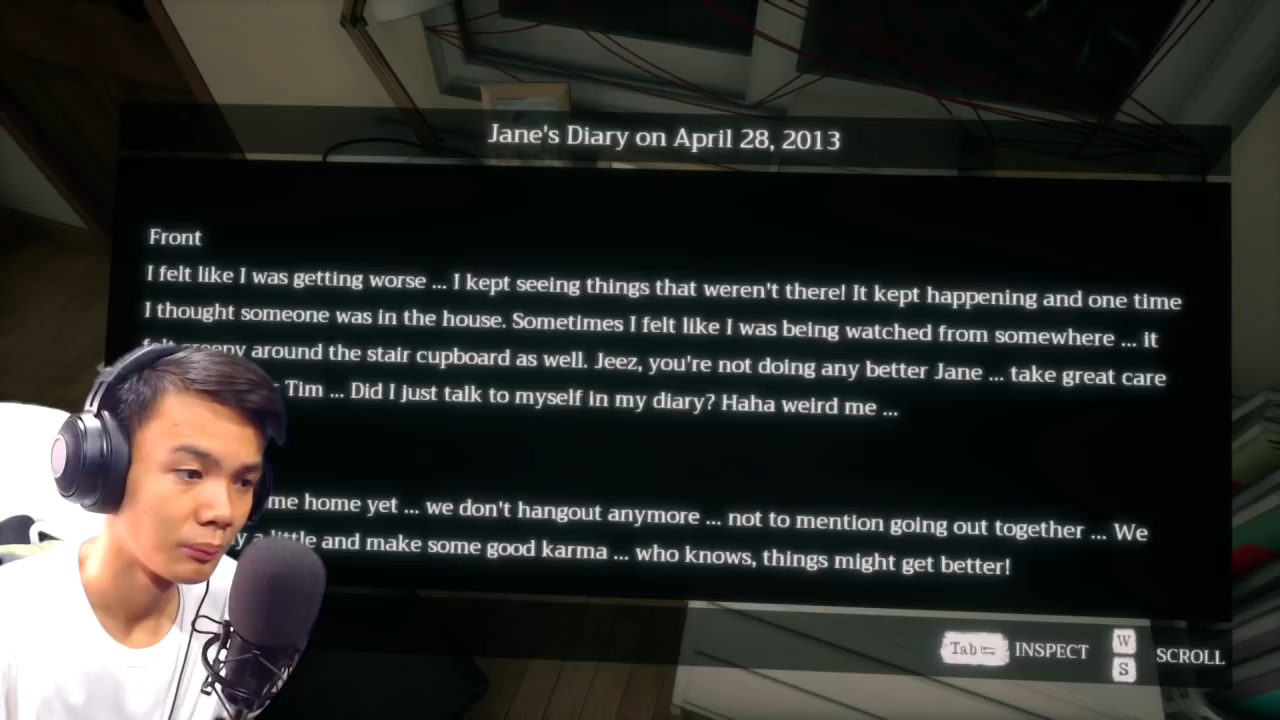 Jane's Diary on April 28, 2013
Front
I felt like I was getting worse ... I kept seeing things that weren't there! It kept happening and one time
I thought someone was in the house. Sometimes I felt like I was being watched from somewhere ... it
felt creepy around the stair cupboard as well. Jeez, you're not doing any better Jane ... take great care
Tim ... Did I just talk to myself in my diary? Haha weird me ...
me home yet ... we don't hangout anymore ... not to mention going out together ... We
a little and make some good karma ... who knows, things might get better!
Tab INSPECT W
S SCROLL